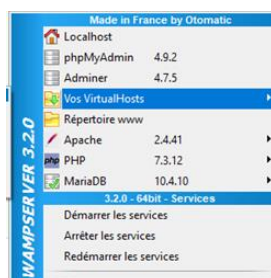 Made in France by Otomatic
Localhost
phpMyAdmin 4.9.2
Adminer 4.7.5
Vos VirtualHosts
Répertoire www
Apache 2.4.41
php PHP 7.3.12
MariaDB 10.4.10
3.2.0 - 64bit - Services
Démarrer les services
Arrêter les services
Redémarrer les services
WAMPSERVER 3.2.0